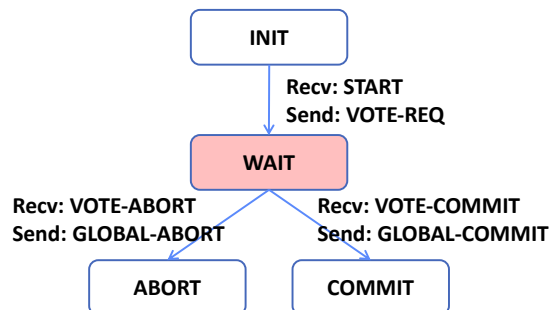 INIT
Recv: START
Send: VOTE-REQ
WAIT
Recv: VOTE-ABORT
Send: GLOBAL-ABORT
Recv: VOTE-COMMIT
Send: GLOBAL-COMMIT
ABORT
COMMIT